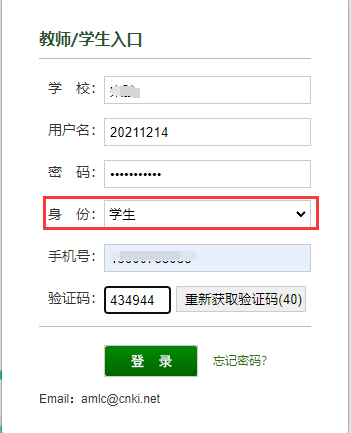 教师/学生入口
学 校：
用户名： 20211214
密 码： •••••••••••
身 份： 学生
手机号：
验证码： 434944 重新获取验证码(40)
登 录 忘记密码？
Email：amlc@cnki.net